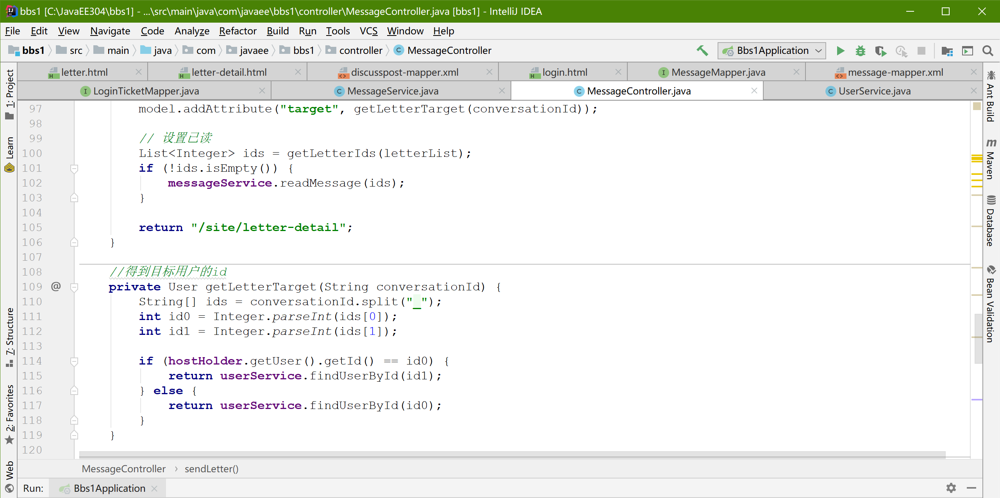 bbs1 [C:\JavaEE304\bbs1] - ...\src\main\java\com\javaee\bbs1\controller\MessageController.java [bbs1] - IntelliJ IDEA
File Edit View Navigate Code Analyze Refactor Build Run Tools VCS Window Help
bbs1 src main java com javaee bbs1 controller MessageController Bbs1Application
letter.html letter-detail.html discusspost-mapper.xml login.html MessageMapper.java message-mapper.xml
LoginTicketMapper.java MessageService.java MessageController.java UserService.java
97 model.addAttribute("target", getLetterTarget(conversationId));
98
99 // 设置已读
100 List<Integer> ids = getLetterIds(letterList);
101 if (!ids.isEmpty()) {
102 messageService.readMessage(ids);
103 }
104
105 return "/site/letter-detail";
106 }
107
108 //得到目标用户的id
109 private User getLetterTarget(String conversationId) {
110 String[] ids = conversationId.split("_");
111 int id0 = Integer.parseInt(ids[0]);
112 int id1 = Integer.parseInt(ids[1]);
113
114 if (hostHolder.getUser().getId() == id0) {
115 return userService.findUserById(id1);
116 } else {
117 return userService.findUserById(id0);
118 }
119 }
120
MessageController › sendLetter()
Run: Bbs1Application
1: Project
Learn
7: Structure
2: Favorites
Web
Ant Build
Maven
Database
Bean Validation